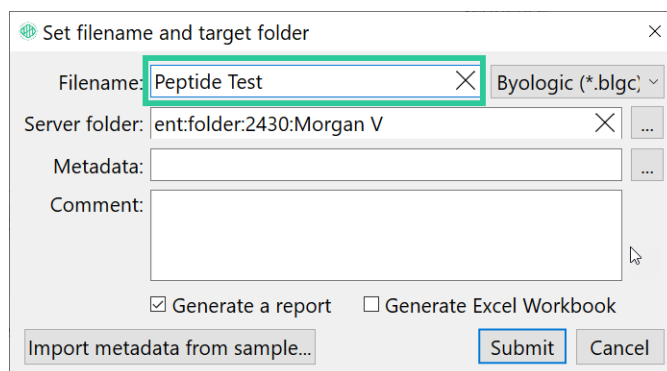 Set filename and target folder
Filename: Peptide Test Byologic (*.blgc)
Server folder: ent:folder:2430:Morgan V ...
Metadata: ...
Comment:
Generate a report Generate Excel Workbook
Import metadata from sample... Submit Cancel